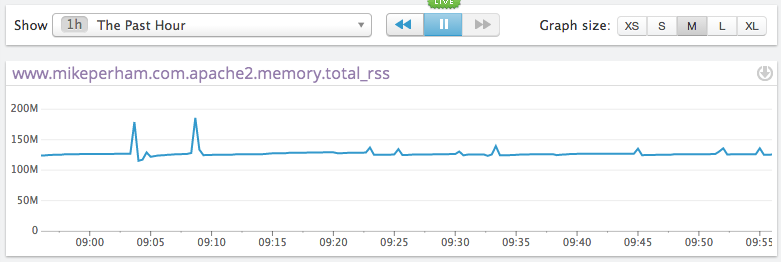 LIVE
Show 1h The Past Hour Graph size: XS S M L XL
www.mikeperham.com.apache2.memory.total_rss
200M
150M
100M
50M
0
09:00 09:05 09:10 09:15 09:20 09:25 09:30 09:35 09:40 09:45 09:50 09:55